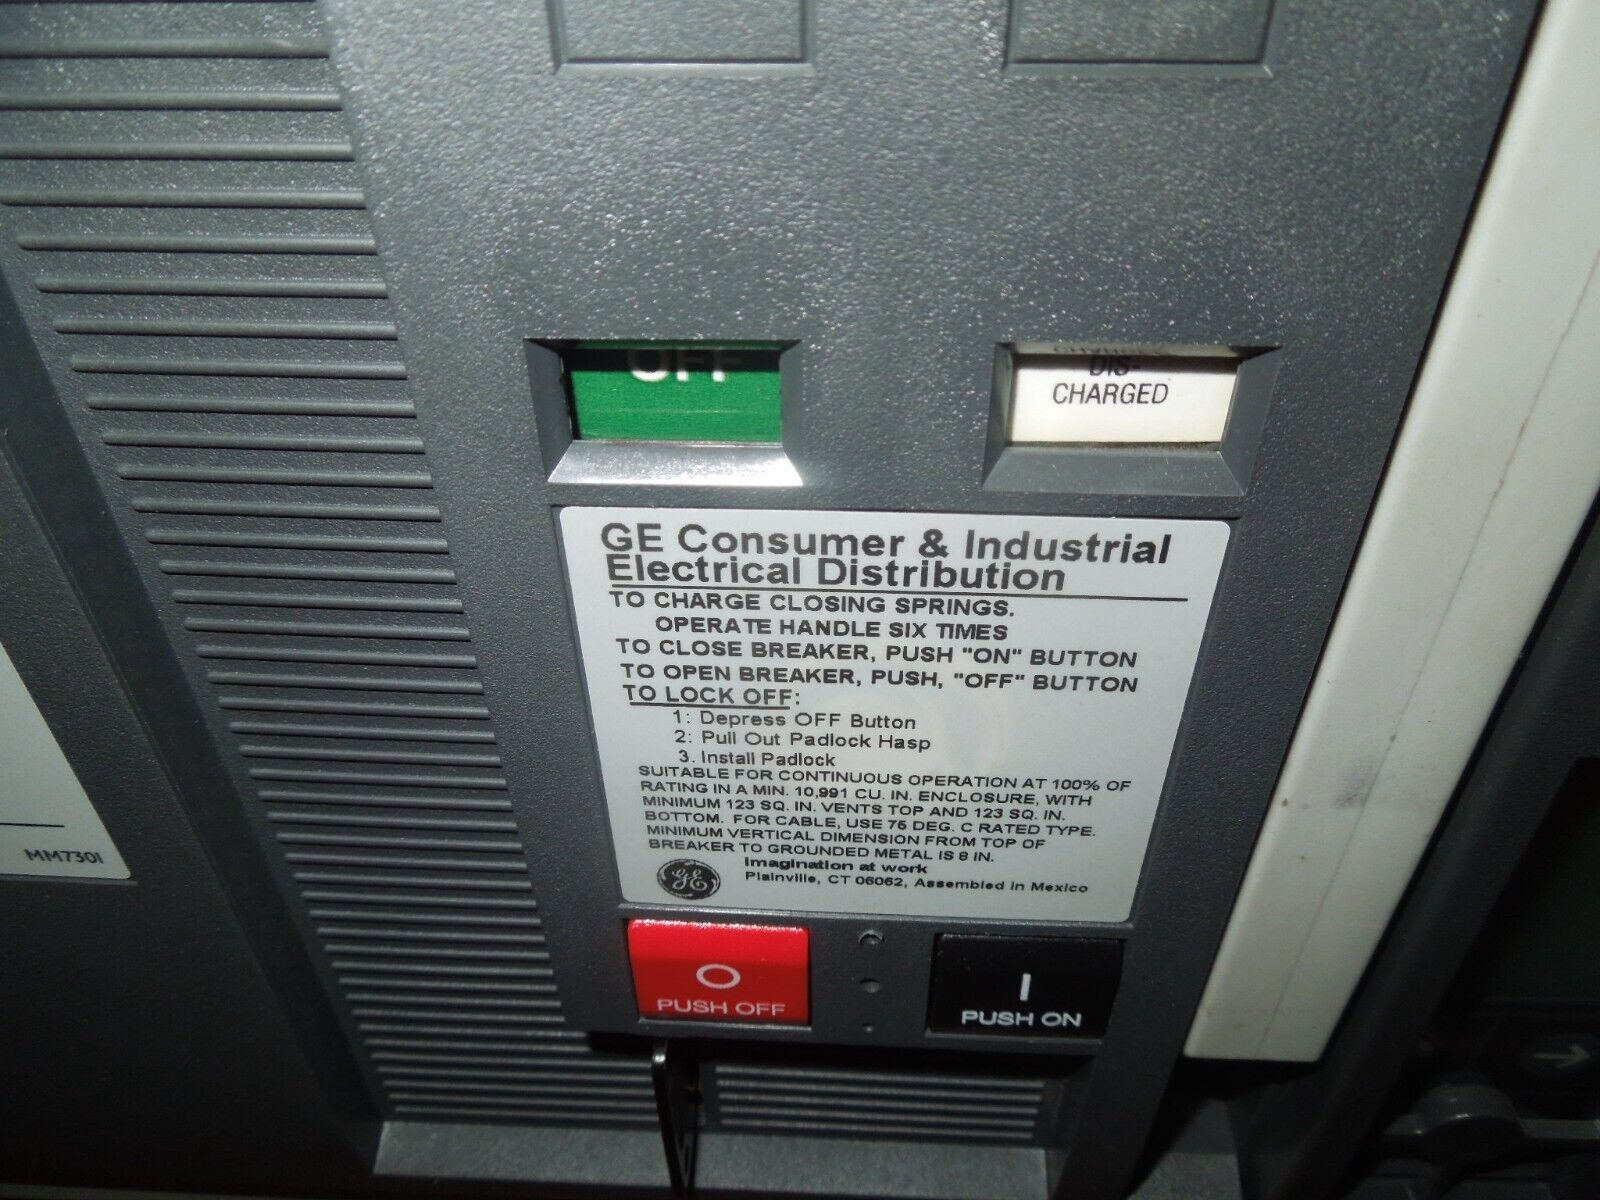 OFF
DIS-
CHARGED
GE Consumer & Industrial
Electrical Distribution
TO CHARGE CLOSING SPRINGS.
OPERATE HANDLE SIX TIMES
TO CLOSE BREAKER, PUSH "ON" BUTTON
TO OPEN BREAKER, PUSH, "OFF" BUTTON
TO LOCK OFF:
1: Depress OFF Button
2: Pull Out Padlock Hasp
3. Install Padlock
SUITABLE FOR CONTINUOUS OPERATION AT 100% OF
RATING IN A MIN. 10,991 CU. IN. ENCLOSURE, WITH
MINIMUM 123 SQ. IN. VENTS TOP AND 123 SQ. IN.
BOTTOM. FOR CABLE, USE 75 DEG. C RATED TYPE.
MINIMUM VERTICAL DIMENSION FROM TOP OF
BREAKER TO GROUNDED METAL IS 8 IN.
GE
Imagination at work
Plainville, CT 06062, Assembled in Mexico
MM7301
O
PUSH OFF
I
PUSH ON